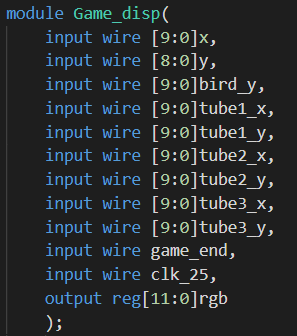 module Game_disp(
    input wire [9:0]x,
    input wire [8:0]y,
    input wire [9:0]bird_y,
    input wire [9:0]tube1_x,
    input wire [9:0]tube1_y,
    input wire [9:0]tube2_x,
    input wire [9:0]tube2_y,
    input wire [9:0]tube3_x,
    input wire [9:0]tube3_y,
    input wire game_end,
    input wire clk_25,
    output reg[11:0]rgb
    );